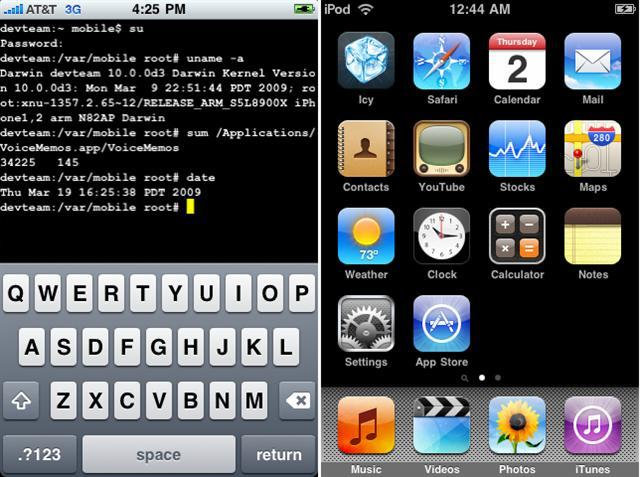 AT&T 3G 4:25 PM
devteam:~ mobile$ su
Password:
devteam:/var/mobile root# uname -a
Darwin devteam 10.0.0d3 Darwin Kernel Versio
n 10.0.0d3: Mon Mar  9 22:51:44 PDT 2009; ro
ot:xnu-1357.2.65~12/RELEASE_ARM_S5L8900X iPh
one1,2 arm N82AP Darwin
devteam:/var/mobile root# sum /Applications/
VoiceMemos.app/VoiceMemos
34225  145
devteam:/var/mobile root# date
Thu Mar 19 16:25:38 PDT 2009
devteam:/var/mobile root#
Q W E R T Y U I O P
A S D F G H J K L
Z X C V B N M
.?123 space return
iPod 12:44 AM
Thursday
2
Icy Safari Calendar Mail
280
Contacts YouTube Stocks Maps
73°
Weather Clock Calculator Notes
Settings App Store
Music Videos Photos iTunes